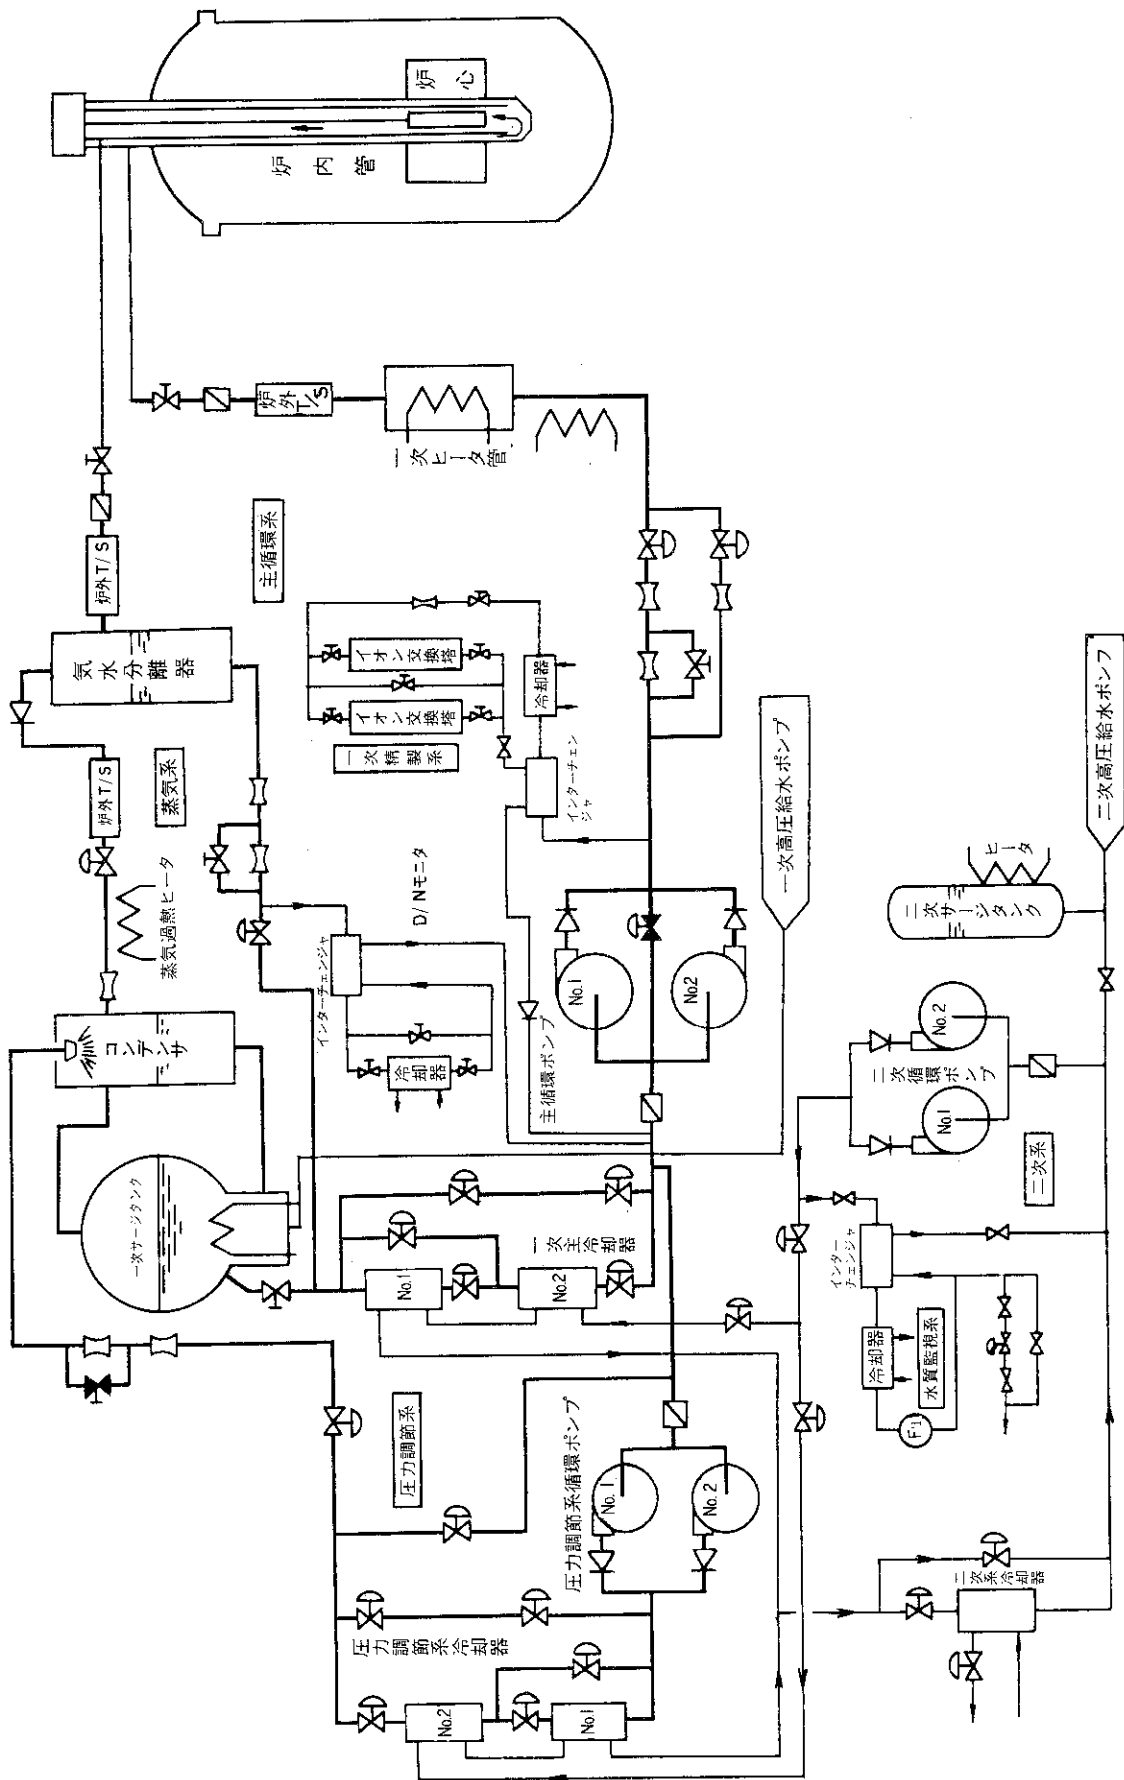 炉心
炉内管
炉外T/S
一次ヒータ管
炉外T/S
主循環系
気水分離器
イオン交換塔
イオン交換塔
冷却器
一次精製系
インターチェンジャ
炉外T/S
蒸気系
蒸気過熱ヒータ
D/Nモニタ
インターチェンジャ
冷却器
コンデンサ
主循環ポンプ
No.1
No.2
一次高圧給水ポンプ
二次高圧給水ポンプ
ヒータ
二次サージタンク
No.2
二次循環ポンプ
No.1
二次系
一次サージタンク
一次主冷却器
No.1
No.2
インターチェンジャ
冷却器
水質監視系
圧力調節系
圧力調節系循環ポンプ
No.1
No.2
圧力調節系冷却器
No.2
No.1
二次系冷却器